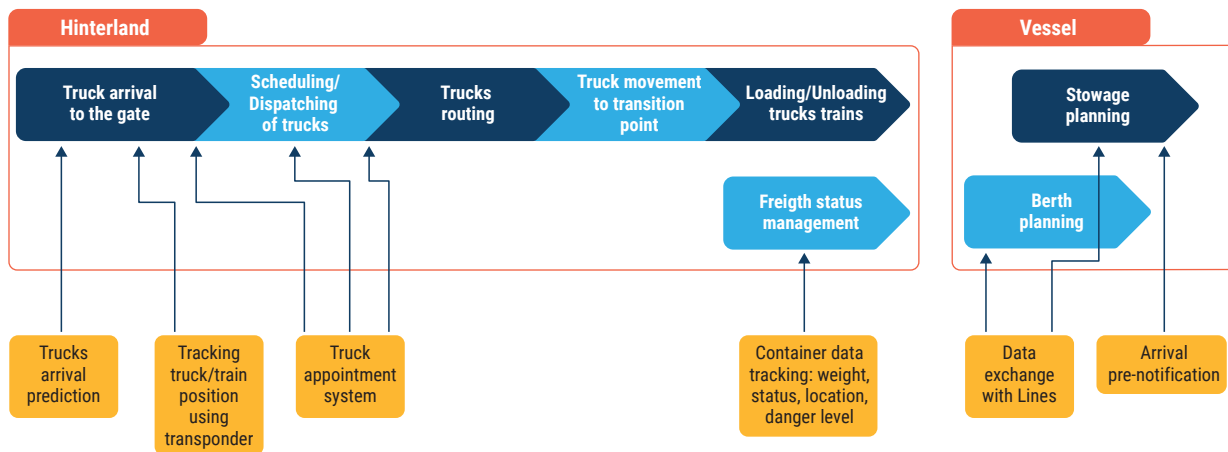 Hinterland
Vessel
Truck arrival
to the gate
Scheduling/
Dispatching
of trucks
Trucks
routing
Truck movement
to transition
point
Loading/Unloading
trucks trains
Stowage
planning
Freigth status
management
Berth
planning
Trucks
arrival
prediction
Tracking
truck/train
position
using
transponder
Truck
appointment
system
Container data
tracking: weight,
status, location,
danger level
Data
exchange
with Lines
Arrival
pre-notification